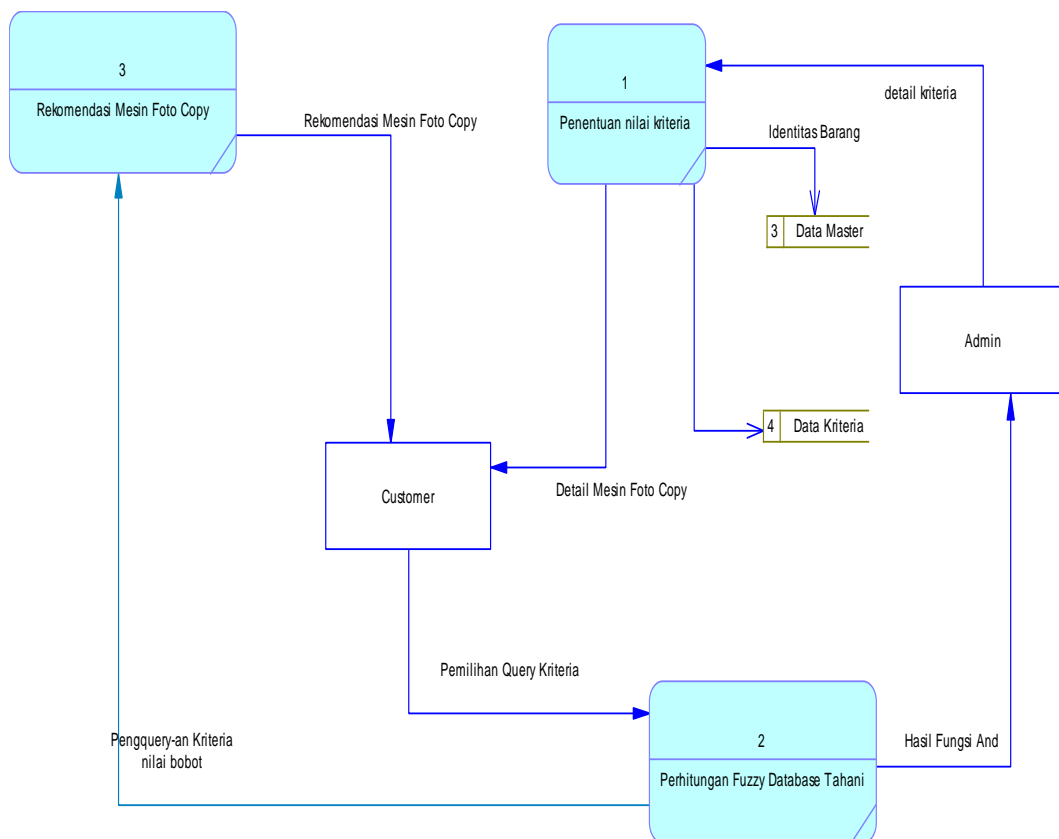 3
Rekomendasi Mesin Foto Copy
Rekomendasi Mesin Foto Copy
1
Penentuan nilai kriteria
detail kriteria
Identitas Barang
3 Data Master
Admin
4 Data Kriteria
Customer
Detail Mesin Foto Copy
Pemilihan Query Kriteria
Pengquery-an Kriteria
nilai bobot
2
Perhitungan Fuzzy Database Tahani
Hasil Fungsi And